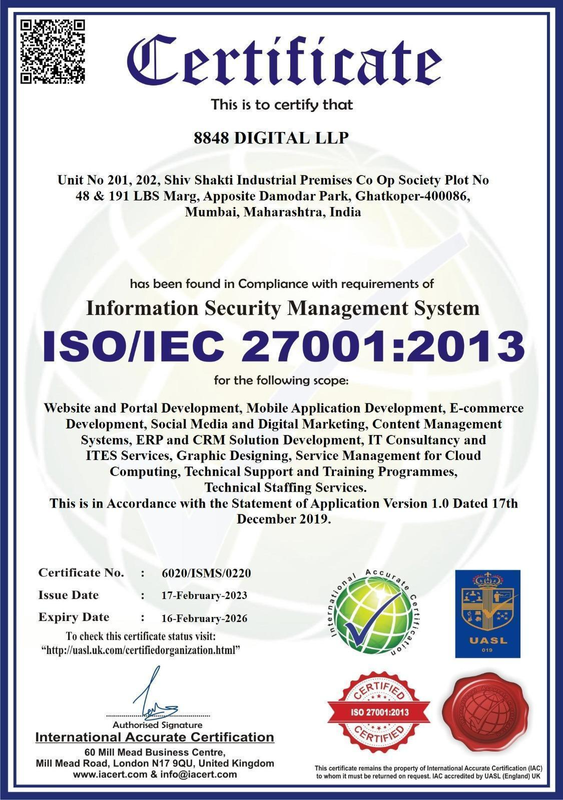 Certificate
This is to certify that
8848 DIGITAL LLP
Unit No 201, 202, Shiv Shakti Industrial Premises Co Op Society Plot No
48 & 191 LBS Marg, Apposite Damodar Park, Ghatkoper-400086,
Mumbai, Maharashtra, India
has been found in Compliance with requirements of
Information Security Management System
ISO/IEC 27001:2013
for the following scope:
Website and Portal Development, Mobile Application Development, E-commerce
Development, Social Media and Digital Marketing, Content Management
Systems, ERP and CRM Solution Development, IT Consultancy and
ITES Services, Graphic Designing, Service Management for Cloud
Computing, Technical Support and Training Programmes,
Technical Staffing Services.
This is in Accordance with the Statement of Application Version 1.0 Dated 17th
December 2019.
Certificate No. : 6020/ISMS/0220
Issue Date : 17-February-2023
Expiry Date : 16-February-2026
To check this certificate status visit:
“http://uasl.uk.com/certifiedorganization.html”
International Accurate Certification
UASL
019
Authorised Signature
International Accurate Certification
60 Mill Mead Business Centre,
Mill Mead Road, London N17 9QU, United Kingdom
www.iacert.com & info@iacert.com
CERTIFIED
ISO 27001:2013
CERTIFIED
This certificate remains the property of International Accurate Certification (IAC)
to whom it must be returned on request. IAC accredited by UASL (England) UK